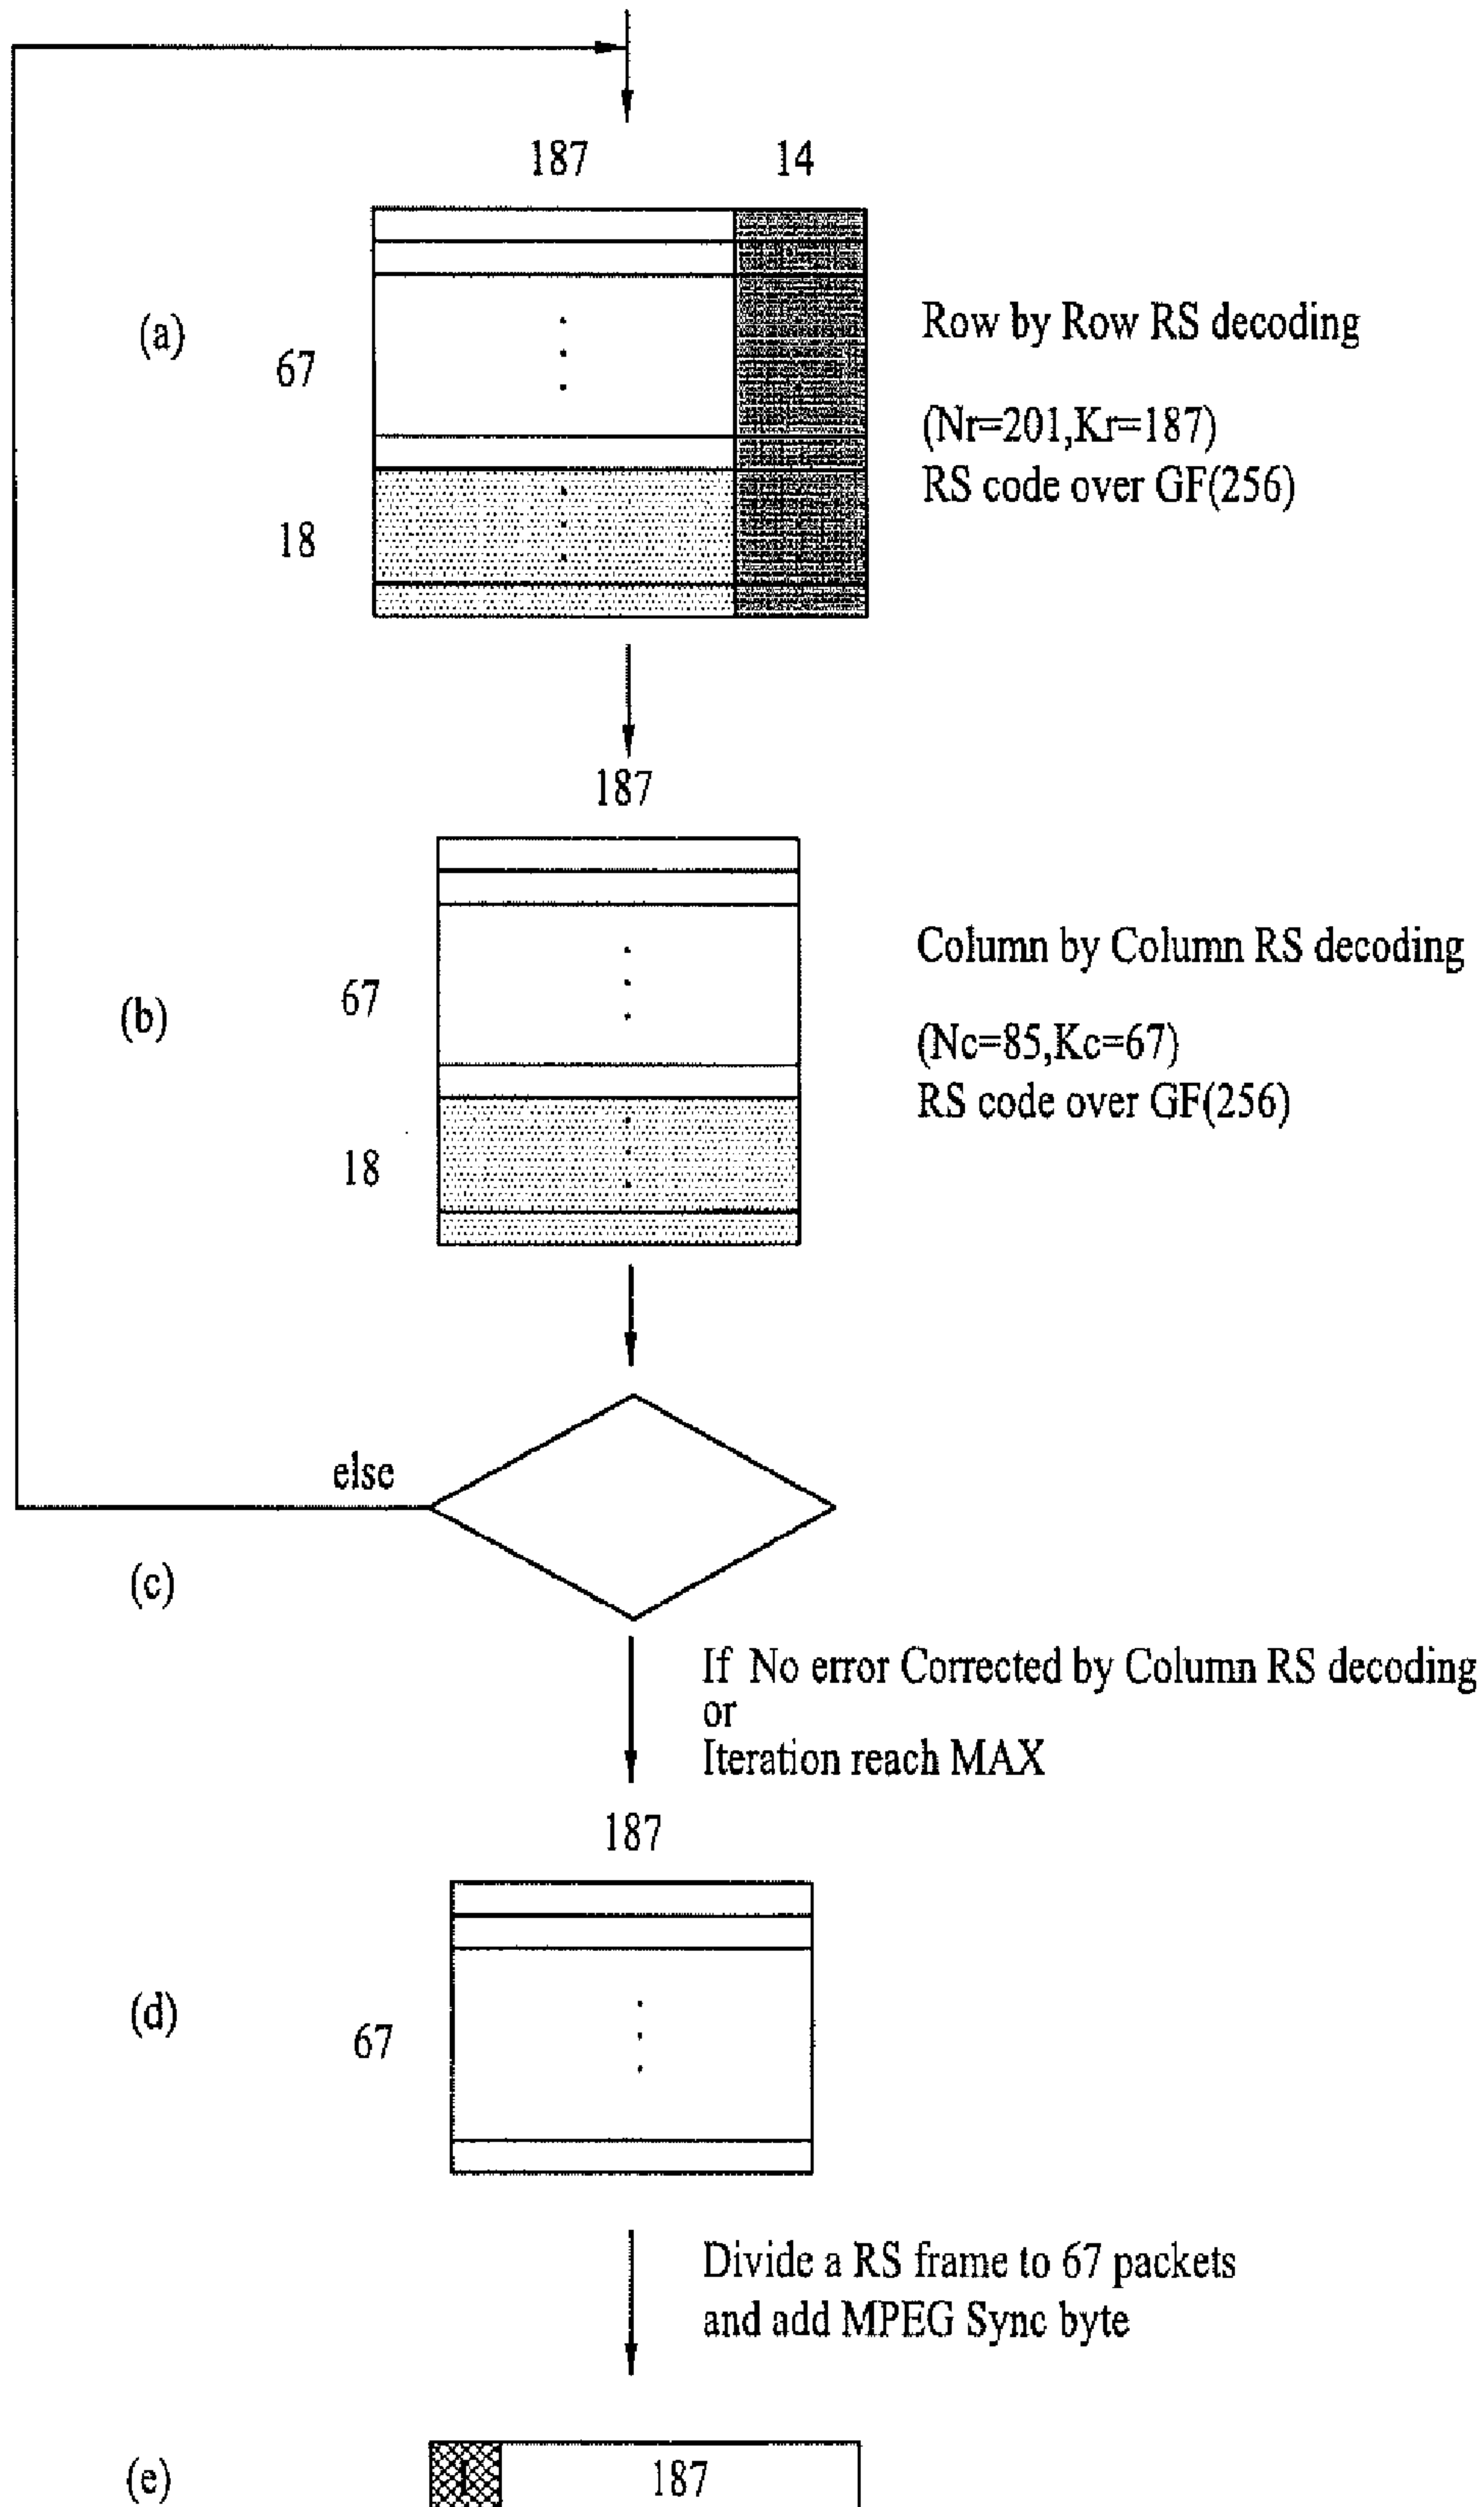 187 14
(a)
67
18
Row by Row RS decoding
(Nr=201,Kr=187)
RS code over GF(256)
187
(b)
67
18
Column by Column RS decoding
(Nc=85,Kc=67)
RS code over GF(256)
else
(c)
If No error Corrected by Column RS decoding
or
Iteration reach MAX
187
(d)
67
Divide a RS frame to 67 packets
and add MPEG Sync byte
(e)
1 187